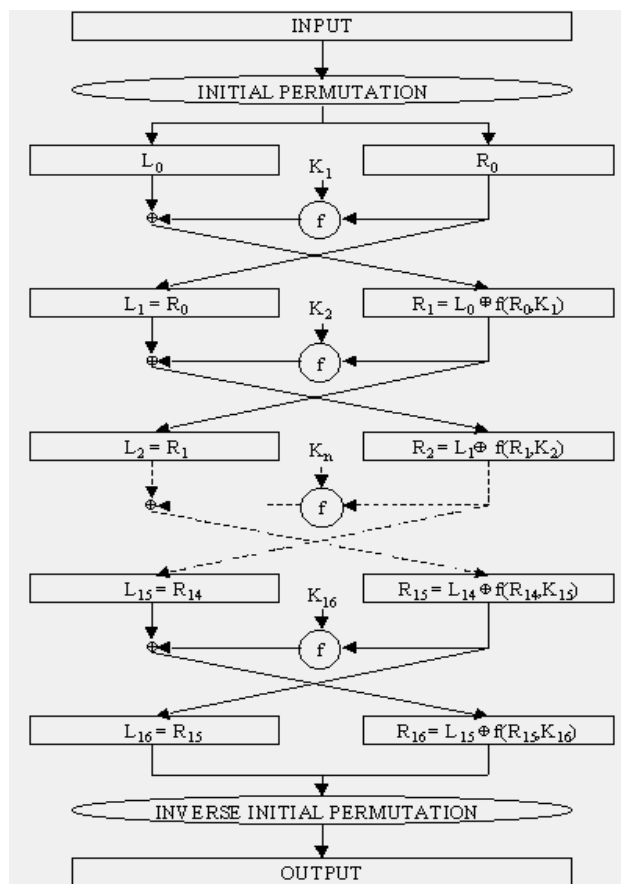 INPUT
INITIAL PERMUTATION
L₀
R₀
K₁
⊕
f
L₁ = R₀
R₁ = L₀ ⊕ f(R₀,K₁)
K₂
⊕
f
L₂ = R₁
R₂ = L₁⊕ f(R₁,K₂)
Kₙ
⊕
f
L₁₅ = R₁₄
R₁₅ = L₁₄ ⊕ f(R₁₄,K₁₅)
K₁₆
⊕
f
L₁₆ = R₁₅
R₁₆= L₁₅ ⊕ f(R₁₅,K₁₆)
INVERSE INITIAL PERMUTATION
OUTPUT